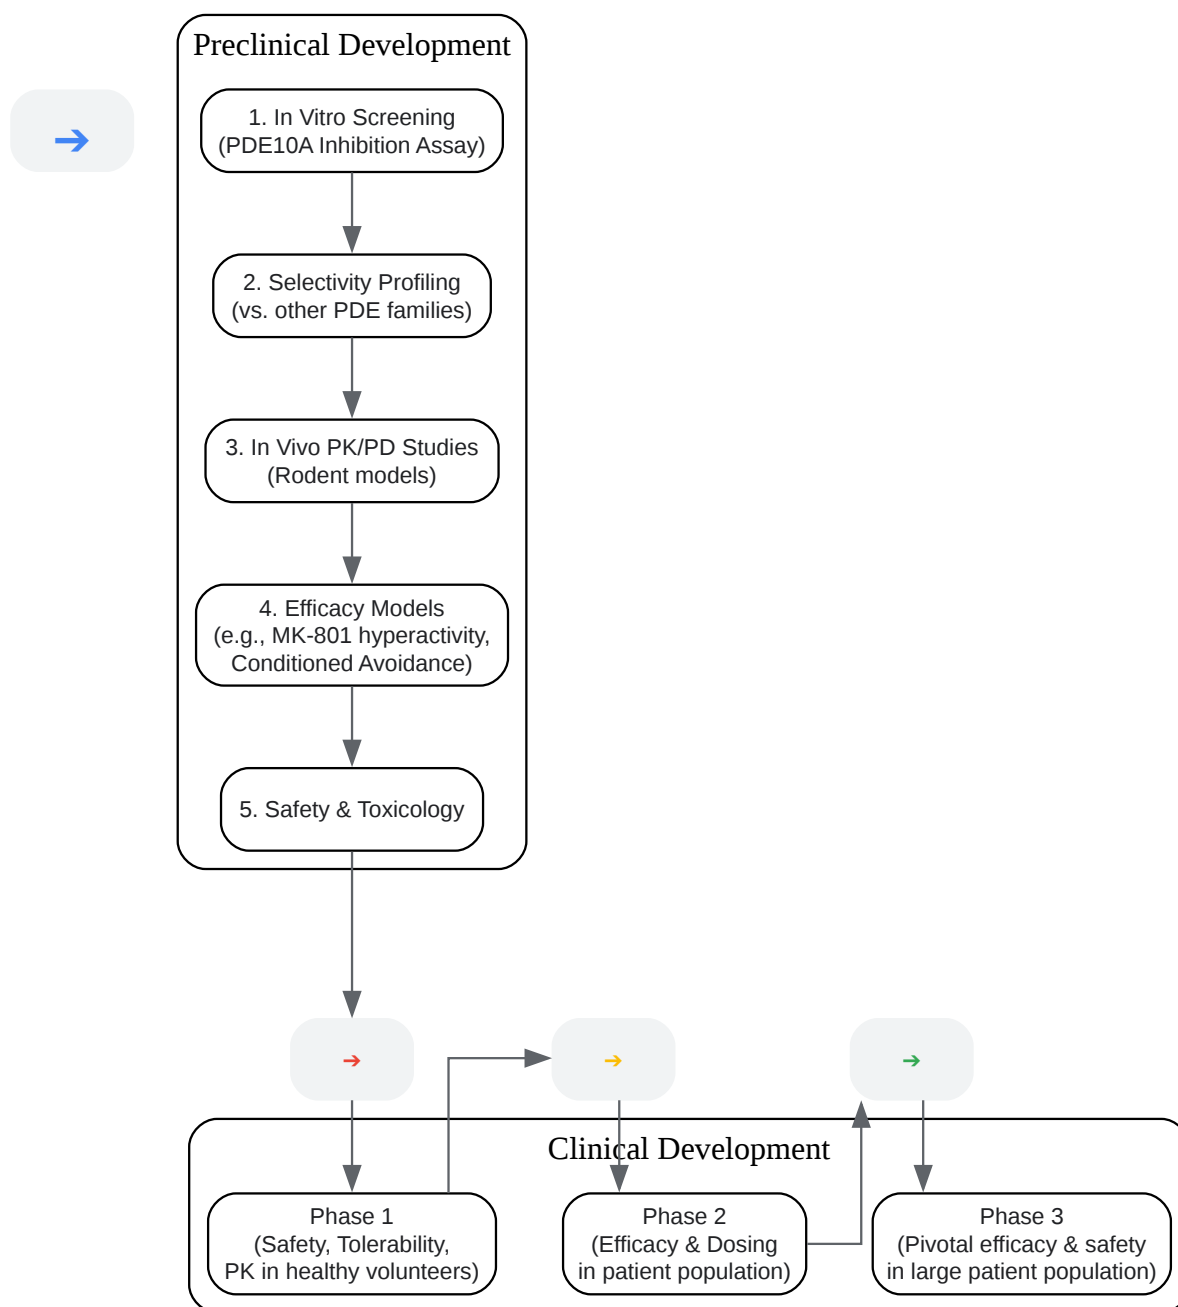 Preclinical Development
➔
1. In Vitro Screening
(PDE10A Inhibition Assay)
2. Selectivity Profiling
(vs. other PDE families)
3. In Vivo PK/PD Studies
(Rodent models)
4. Efficacy Models
(e.g., MK-801 hyperactivity,
Conditioned Avoidance)
5. Safety & Toxicology
➔
➔
➔
Clinical Development
Phase 1
(Safety, Tolerability,
PK in healthy volunteers)
Phase 2
(Efficacy & Dosing
in patient population)
Phase 3
(Pivotal efficacy & safety
in large patient population)